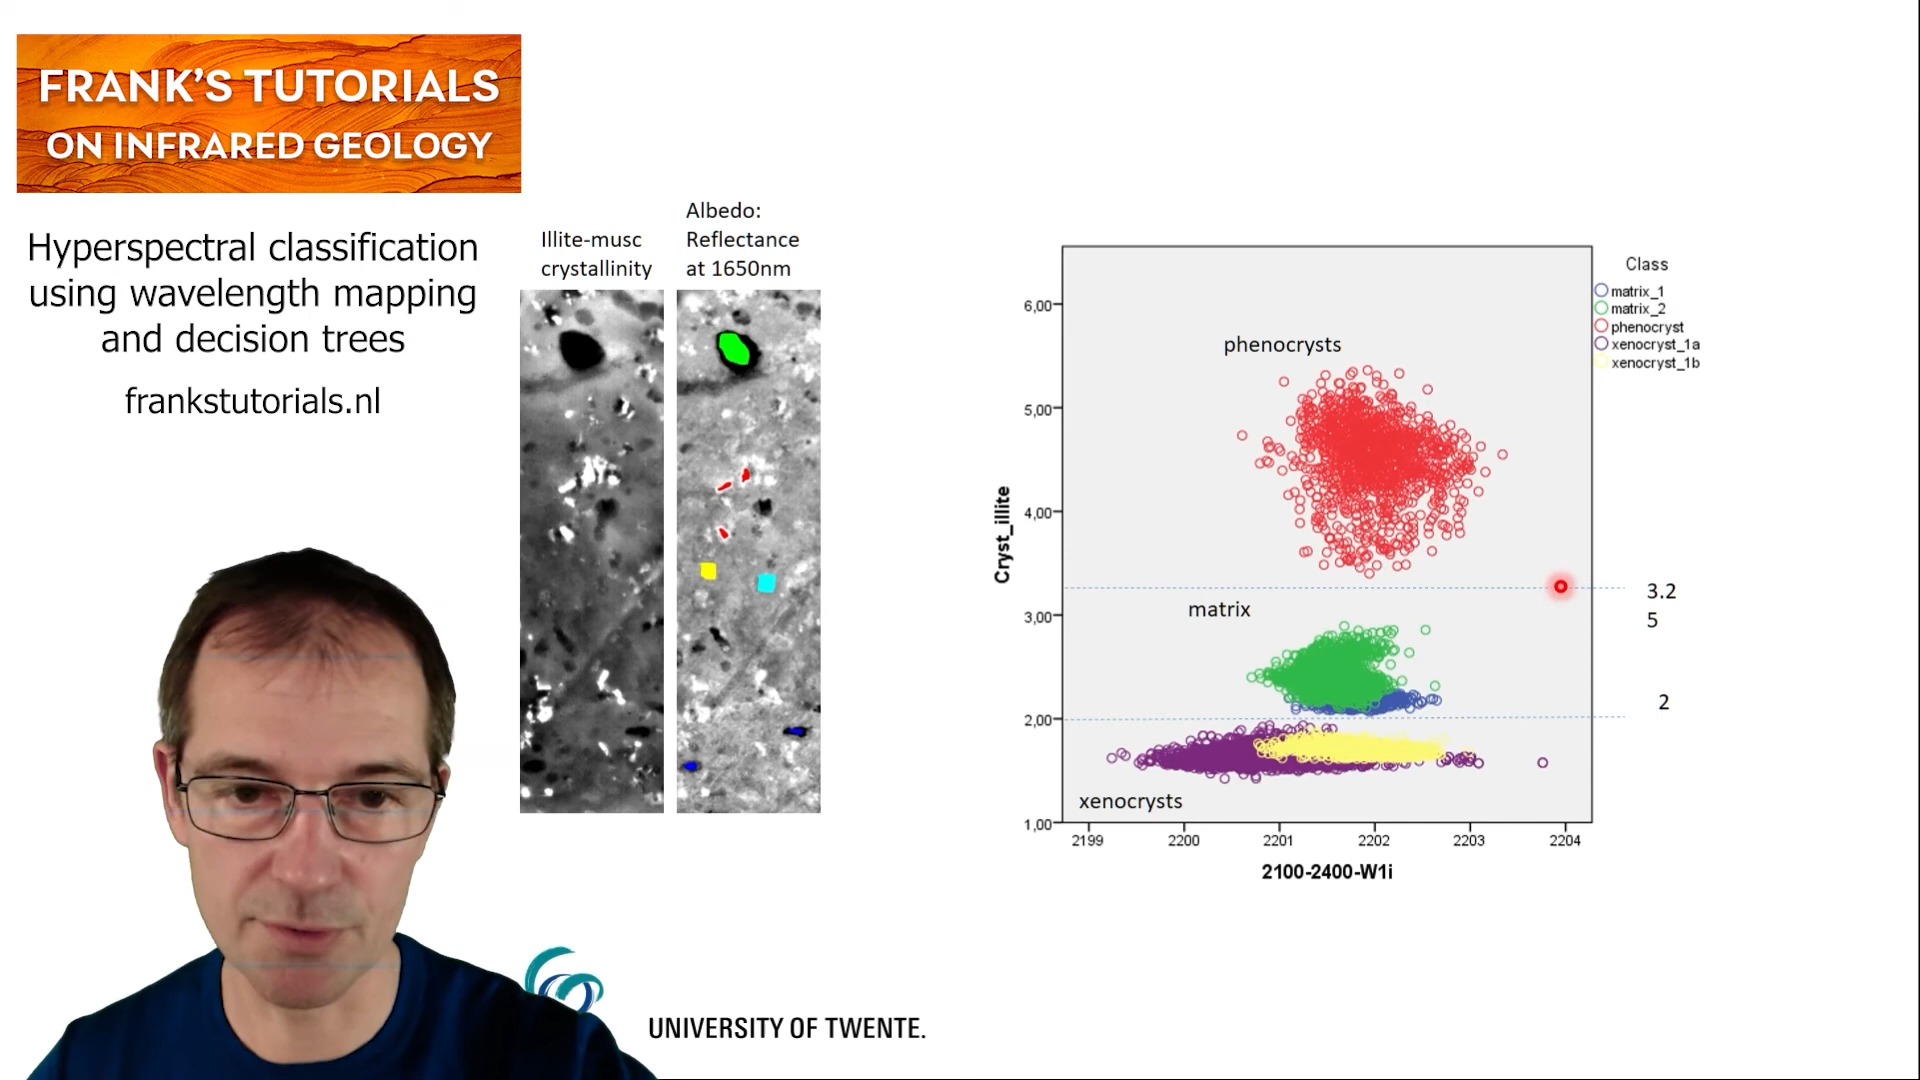 FRANK'S TUTORIALS
ON INFRARED GEOLOGY
Hyperspectral classification
using wavelength mapping
and decision trees
frankstutorials.nl
Illite-musc
crystallinity
Albedo:
Reflectance
at 1650nm
UNIVERSITY OF TWENTE.
Cryst_illite
6,00
5,00
4,00
3,00
2,00
1,00
phenocrysts
matrix
xenocrysts
2199
2200
2201
2202
2203
2204
2100-2400-W1i
Class
matrix_1
matrix_2
phenocryst
xenocryst_1a
xenocryst_1b
3.2
5
2